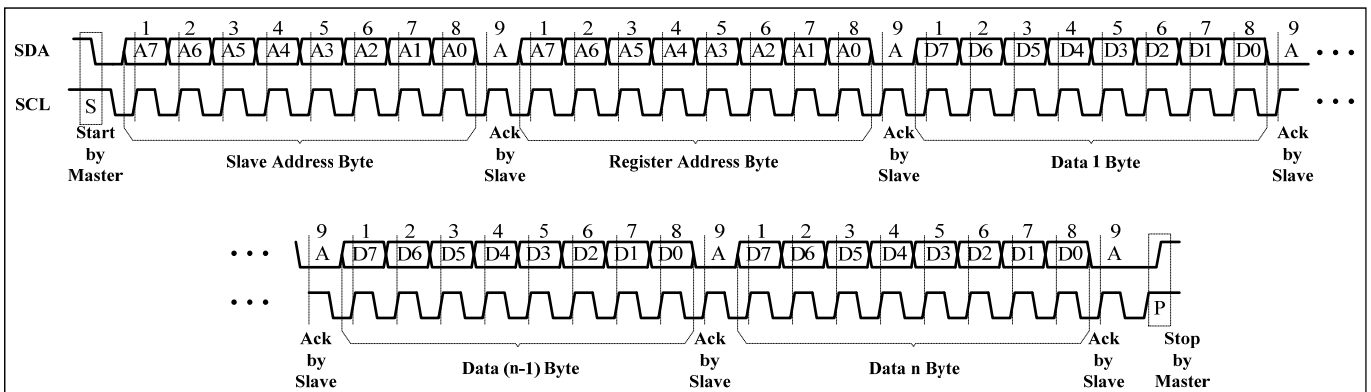 1 2 3 4 5 6 7 8 9 1 2 3 4 5 6 7 8 9 1 2 3 4 5 6 7 8 9
SDA A7 A6 A5 A4 A3 A2 A1 A0 A A7 A6 A5 A4 A3 A2 A1 A0 A D7 D6 D5 D4 D3 D2 D1 D0 A • • •
SCL S • • •
Start by Master
Slave Address Byte
Ack by Slave
Register Address Byte
Ack by Slave
Data 1 Byte
Ack by Slave
9 1 2 3 4 5 6 7 8 9 1 2 3 4 5 6 7 8 9
• • • A D7 D6 D5 D4 D3 D2 D1 D0 A D7 D6 D5 D4 D3 D2 D1 D0 A
• • • P
Ack by Slave
Data (n-1) Byte
Ack by Slave
Data n Byte
Ack by Slave
Stop by Master